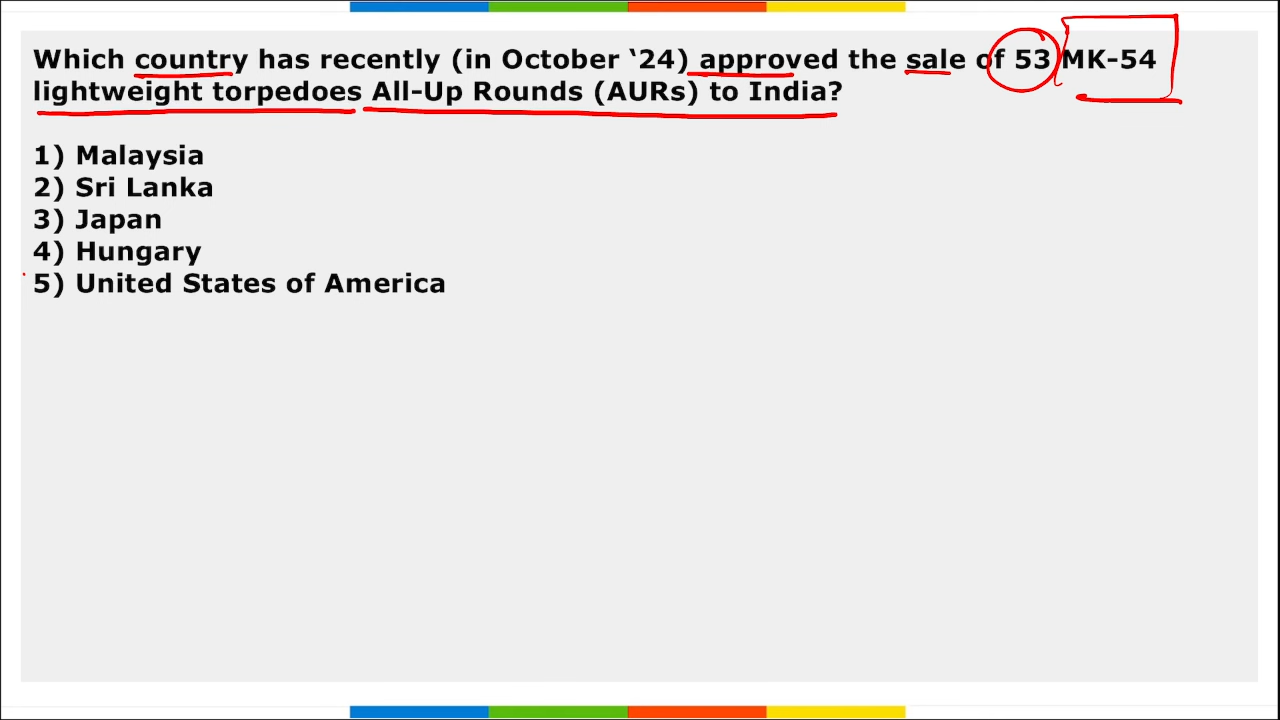 Which country has recently (in October ‘24) approved the sale of 53 MK-54
lightweight torpedoes All-Up Rounds (AURs) to India?
1) Malaysia
2) Sri Lanka
3) Japan
4) Hungary
5) United States of America